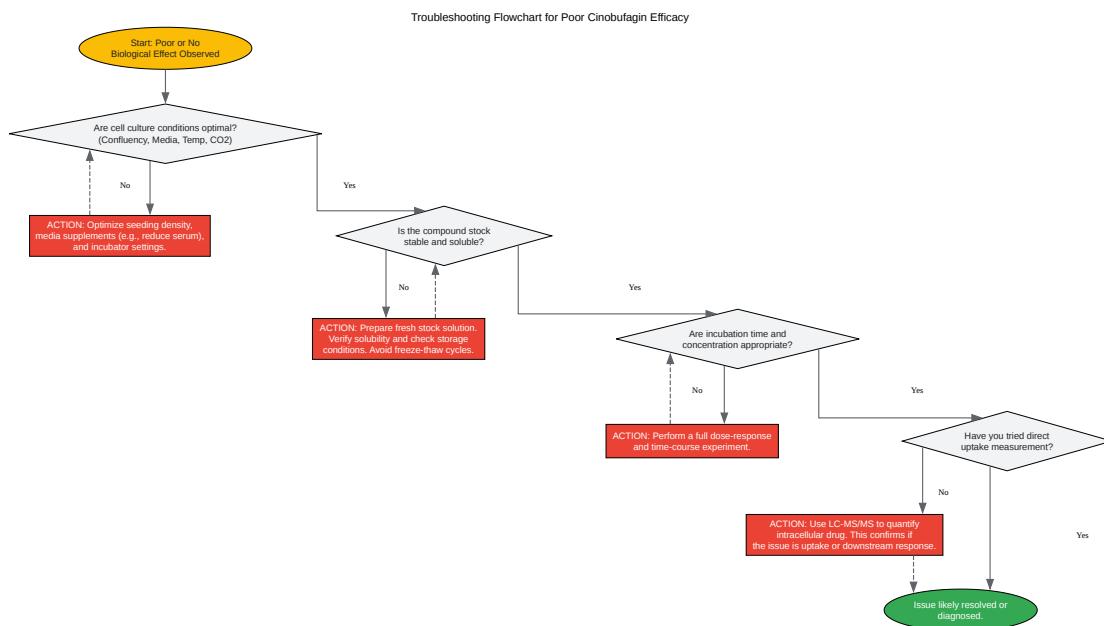 Troubleshooting Flowchart for Poor Cinobufagin Efficacy
Start: Poor or No
Biological Effect Observed
Are cell culture conditions optimal?
(Confluency, Media, Temp, CO2)
No
Yes
ACTION: Optimize seeding density,
media supplements (e.g., reduce serum),
and incubator settings.
Is the compound stock
stable and soluble?
No
Yes
ACTION: Prepare fresh stock solution.
Verify solubility and check storage
conditions. Avoid freeze-thaw cycles.
Are incubation time and
concentration appropriate?
No
Yes
ACTION: Perform a full dose-response
and time-course experiment.
Have you tried direct
uptake measurement?
No
Yes
ACTION: Use LC-MS/MS to quantify
intracellular drug. This confirms if
the issue is uptake or downstream response.
Issue likely resolved or
diagnosed.